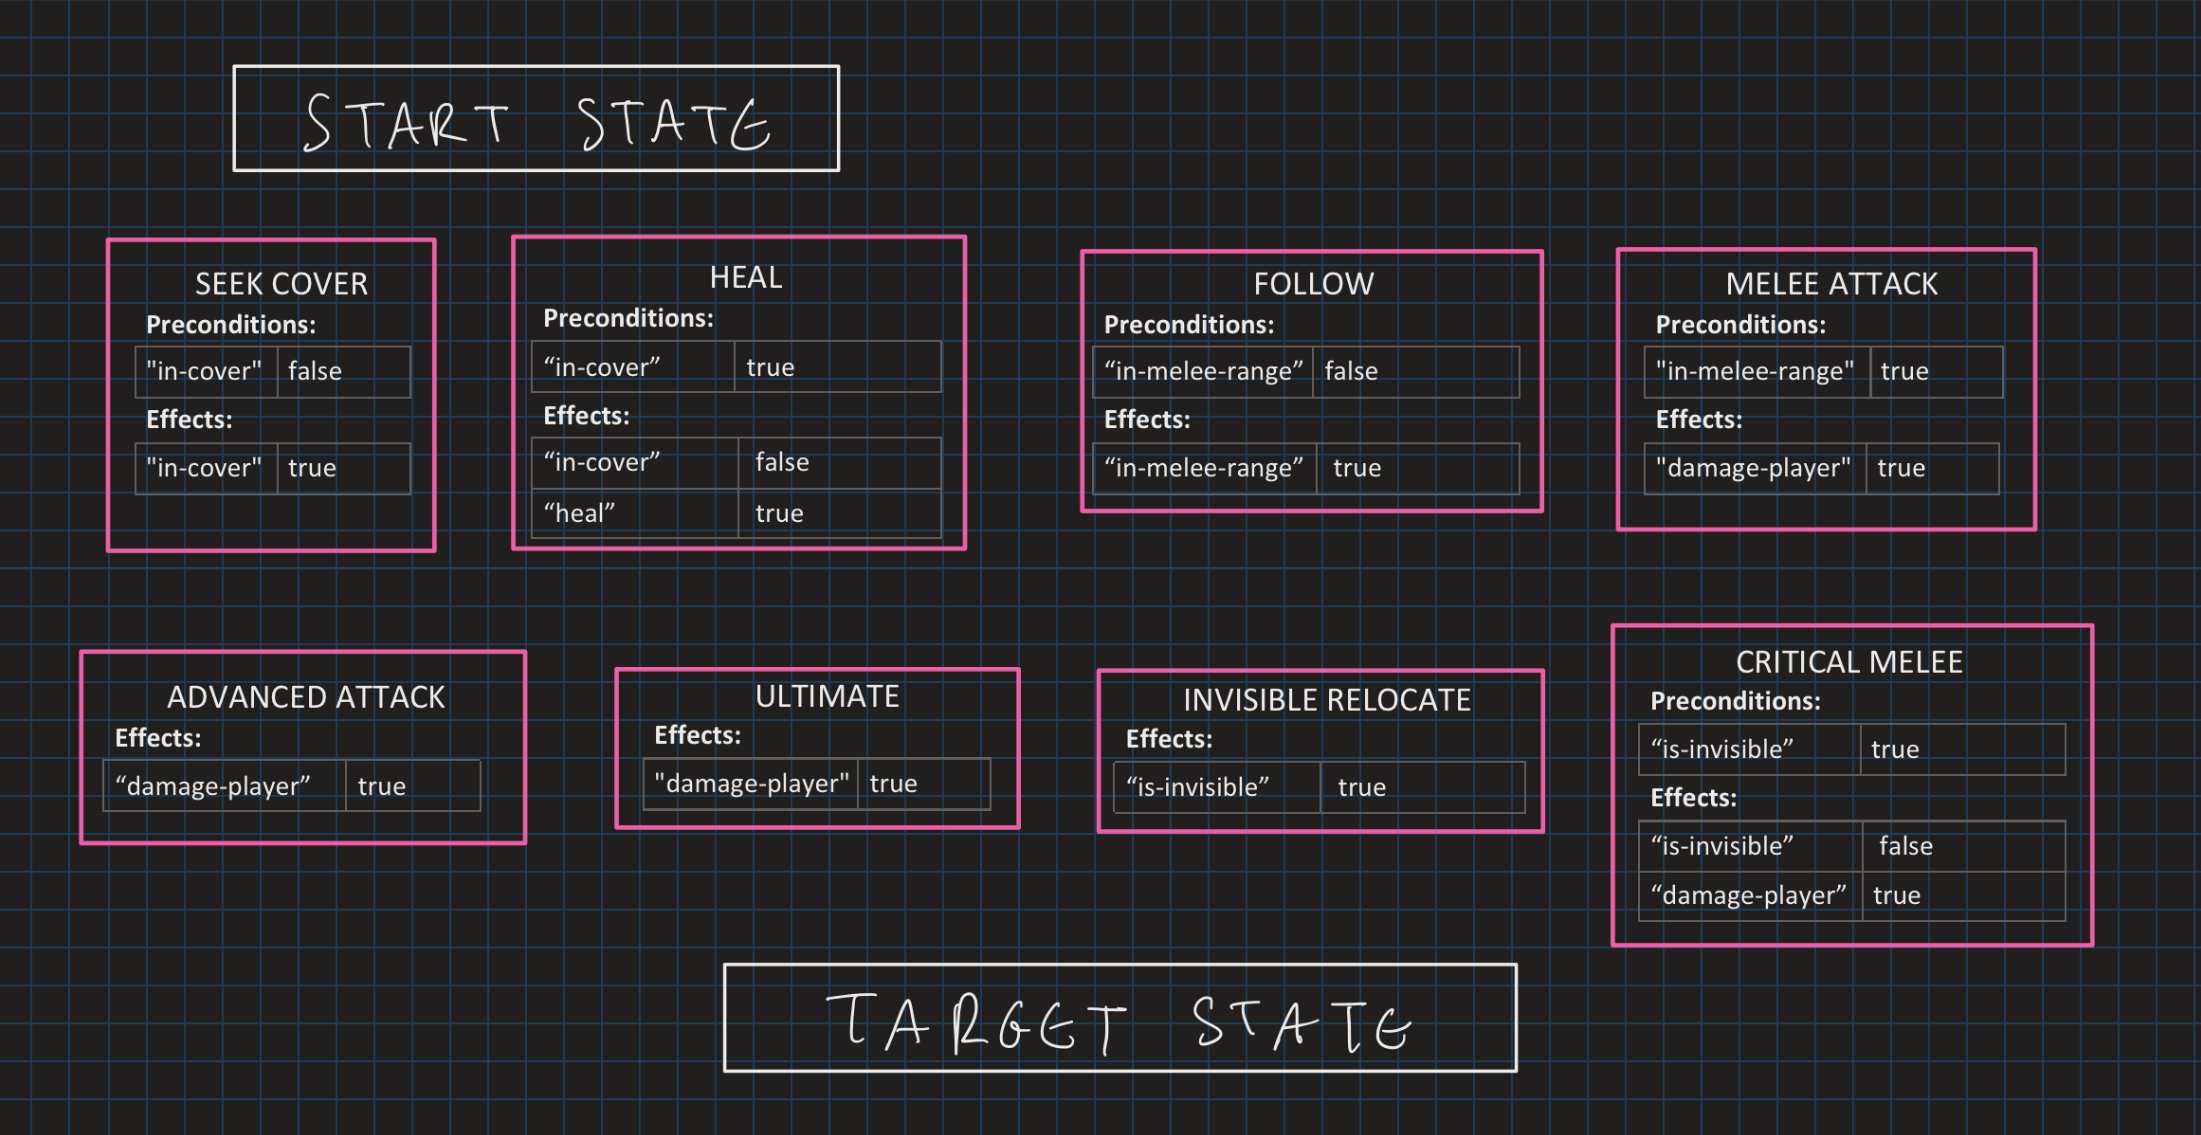 START STATE
SEEK COVER
Preconditions:
"in-cover" false
Effects:
"in-cover" true
HEAL
Preconditions:
“in-cover” true
Effects:
“in-cover” false
“heal” true
FOLLOW
Preconditions:
“in-melee-range” false
Effects:
“in-melee-range” true
MELEE ATTACK
Preconditions:
"in-melee-range" true
Effects:
"damage-player" true
ADVANCED ATTACK
Effects:
“damage-player” true
ULTIMATE
Effects:
"damage-player" true
INVISIBLE RELOCATE
Effects:
“is-invisible” true
CRITICAL MELEE
Preconditions:
“is-invisible” true
Effects:
“is-invisible” false
“damage-player” true
TARGET STATE